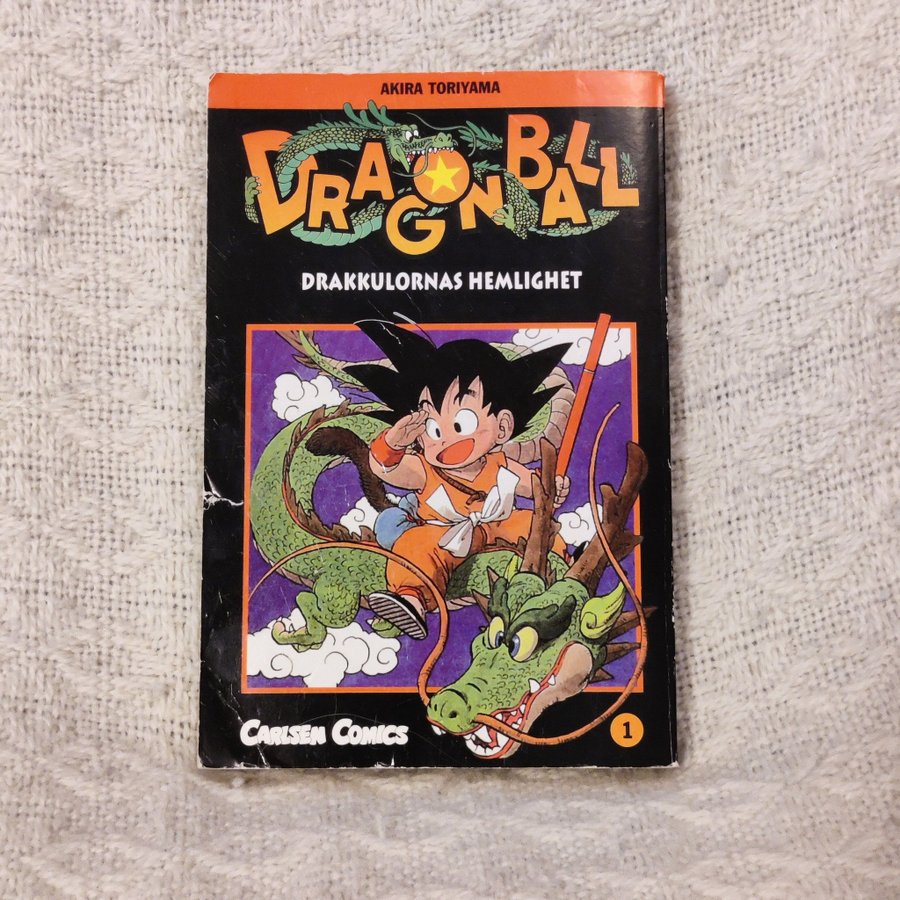 AKIRA TORIYAMA
DRAGON BALL
DRAKKULORNAS HEMLIGHET
CARLSEN COMICS
1